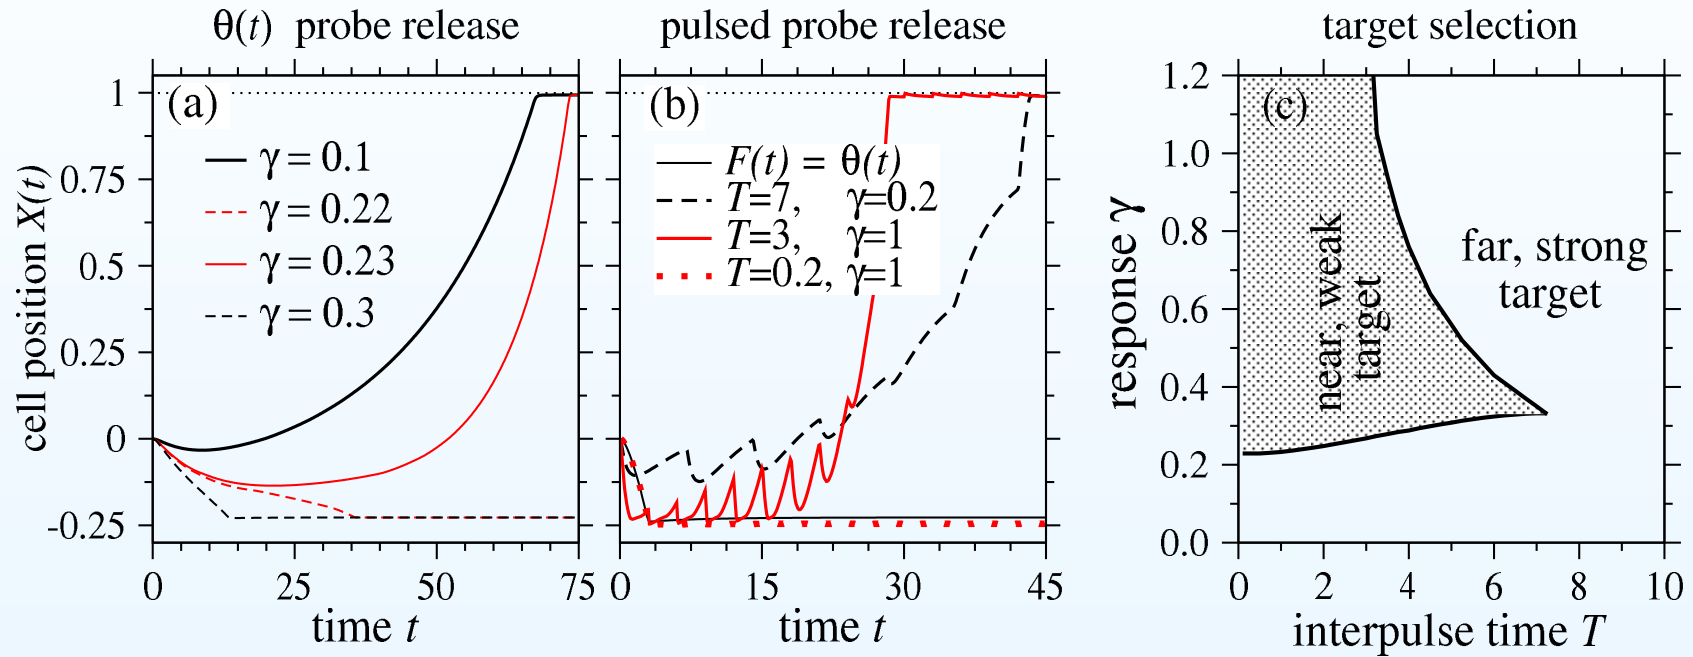 θ(t) probe release
pulsed probe release
target selection
(a)
γ = 0.1
γ = 0.22
γ = 0.23
γ = 0.3
1
0.75
0.5
0.25
0
-0.25
cell position X(t)
0
25
50
75
time t
(b)
F(t) = θ(t)
T=7, γ=0.2
T=3, γ=1
T=0.2, γ=1
0
15
30
45
time t
(c)
near, weak
target
far, strong
target
1.2
1.0
0.8
0.6
0.4
0.2
0.0
response γ
0
2
4
6
8
10
interpulse time T